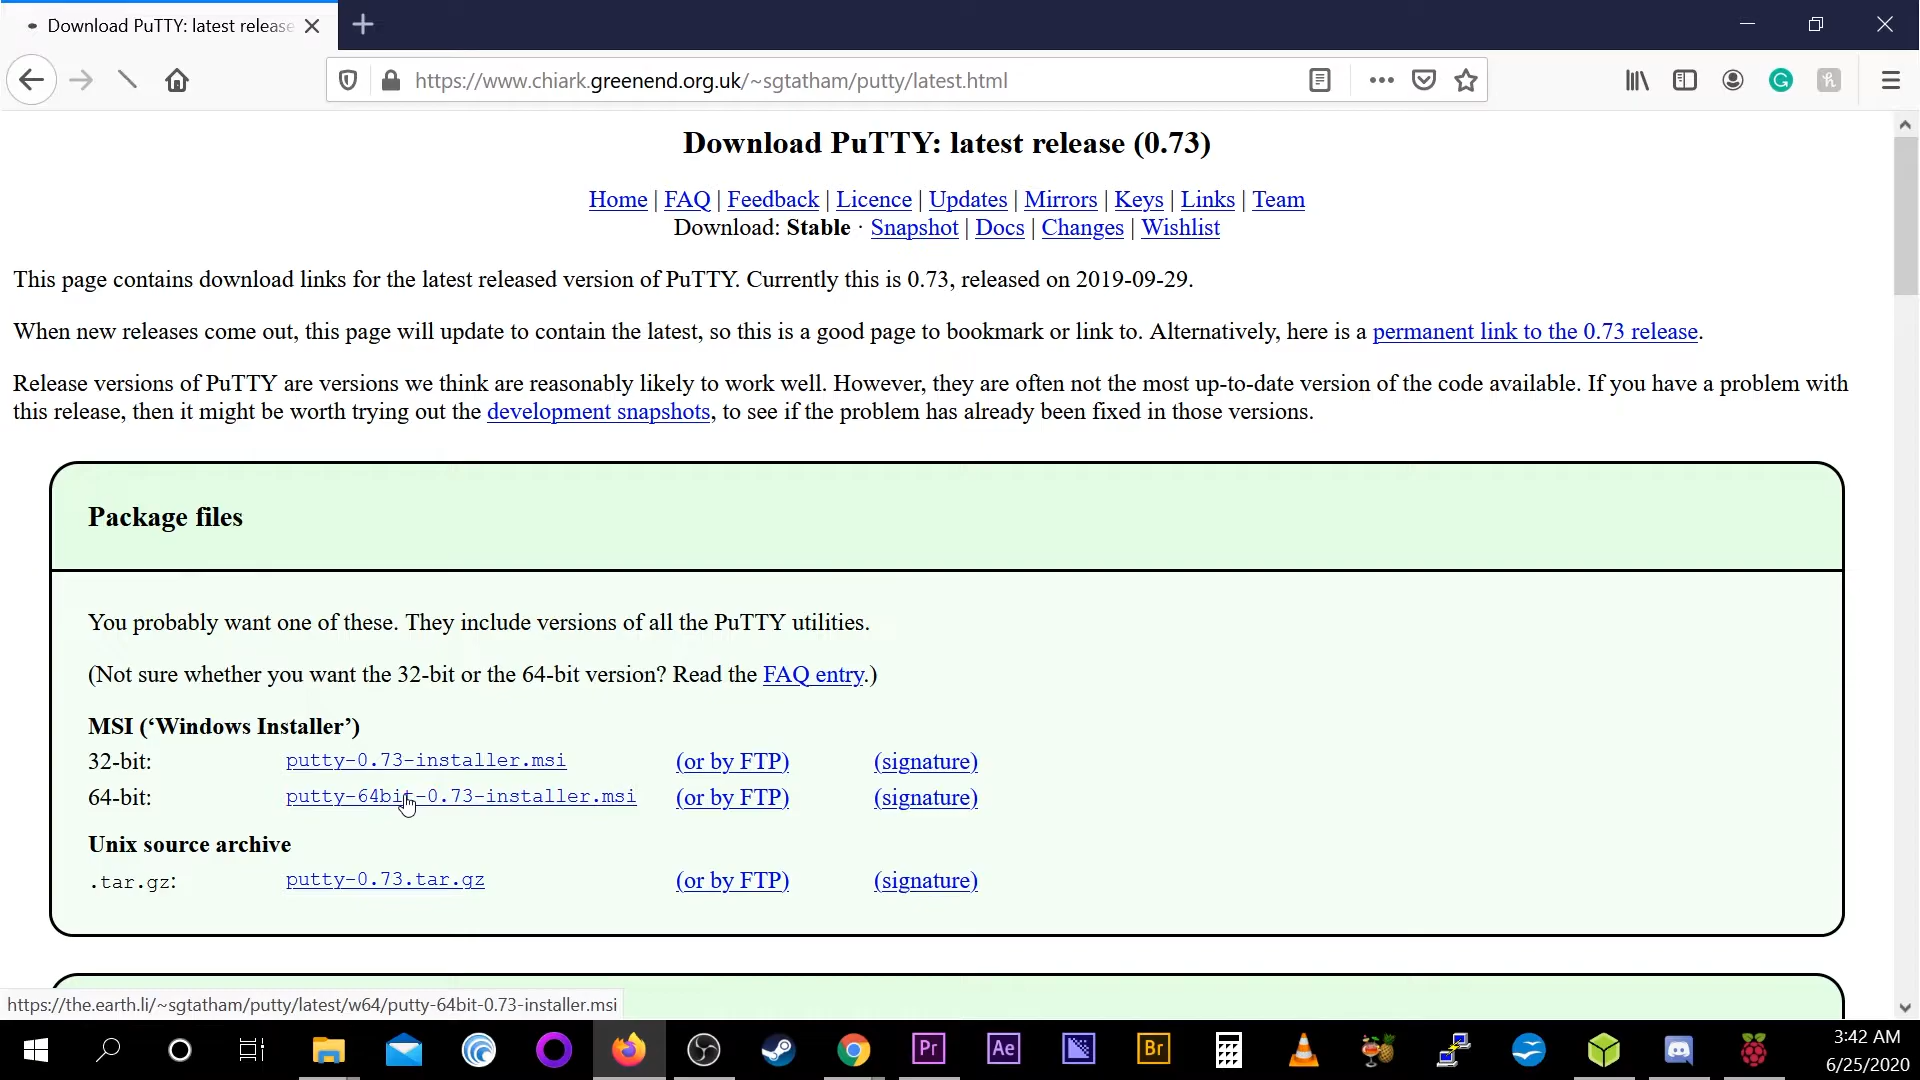 Download PuTTY: latest release
https://www.chiark.greenend.org.uk/~sgtatham/putty/latest.html
Download PuTTY: latest release (0.73)
Home | FAQ | Feedback | Licence | Updates | Mirrors | Keys | Links | Team
Download: Stable · Snapshot | Docs | Changes | Wishlist
This page contains download links for the latest released version of PuTTY. Currently this is 0.73, released on 2019-09-29.
When new releases come out, this page will update to contain the latest, so this is a good page to bookmark or link to. Alternatively, here is a permanent link to the 0.73 release.
Release versions of PuTTY are versions we think are reasonably likely to work well. However, they are often not the most up-to-date version of the code available. If you have a problem with
this release, then it might be worth trying out the development snapshots, to see if the problem has already been fixed in those versions.
Package files
You probably want one of these. They include versions of all the PuTTY utilities.
(Not sure whether you want the 32-bit or the 64-bit version? Read the FAQ entry.)
MSI (‘Windows Installer’)
32-bit: putty-0.73-installer.msi (or by FTP) (signature)
64-bit: putty-64bit-0.73-installer.msi (or by FTP) (signature)
Unix source archive
.tar.gz: putty-0.73.tar.gz (or by FTP) (signature)
https://the.earth.li/~sgtatham/putty/latest/w64/putty-64bit-0.73-installer.msi
Pr Ae Br
3:42 AM
6/25/2020